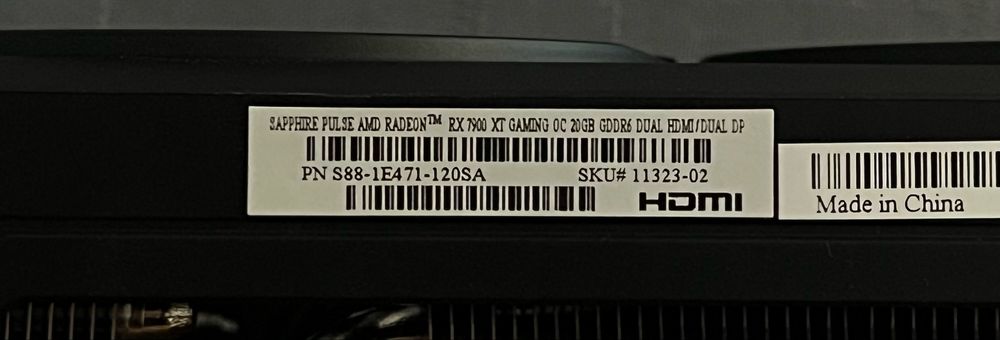 SAPPHIRE PULSE AMD RADEON™ RX 7900 XT GAMING OC 20GB GDDR6 DUAL HDMI/DUAL DP
PN S88-1E471-120SA SKU# 11323-02
HDMI
Made in China